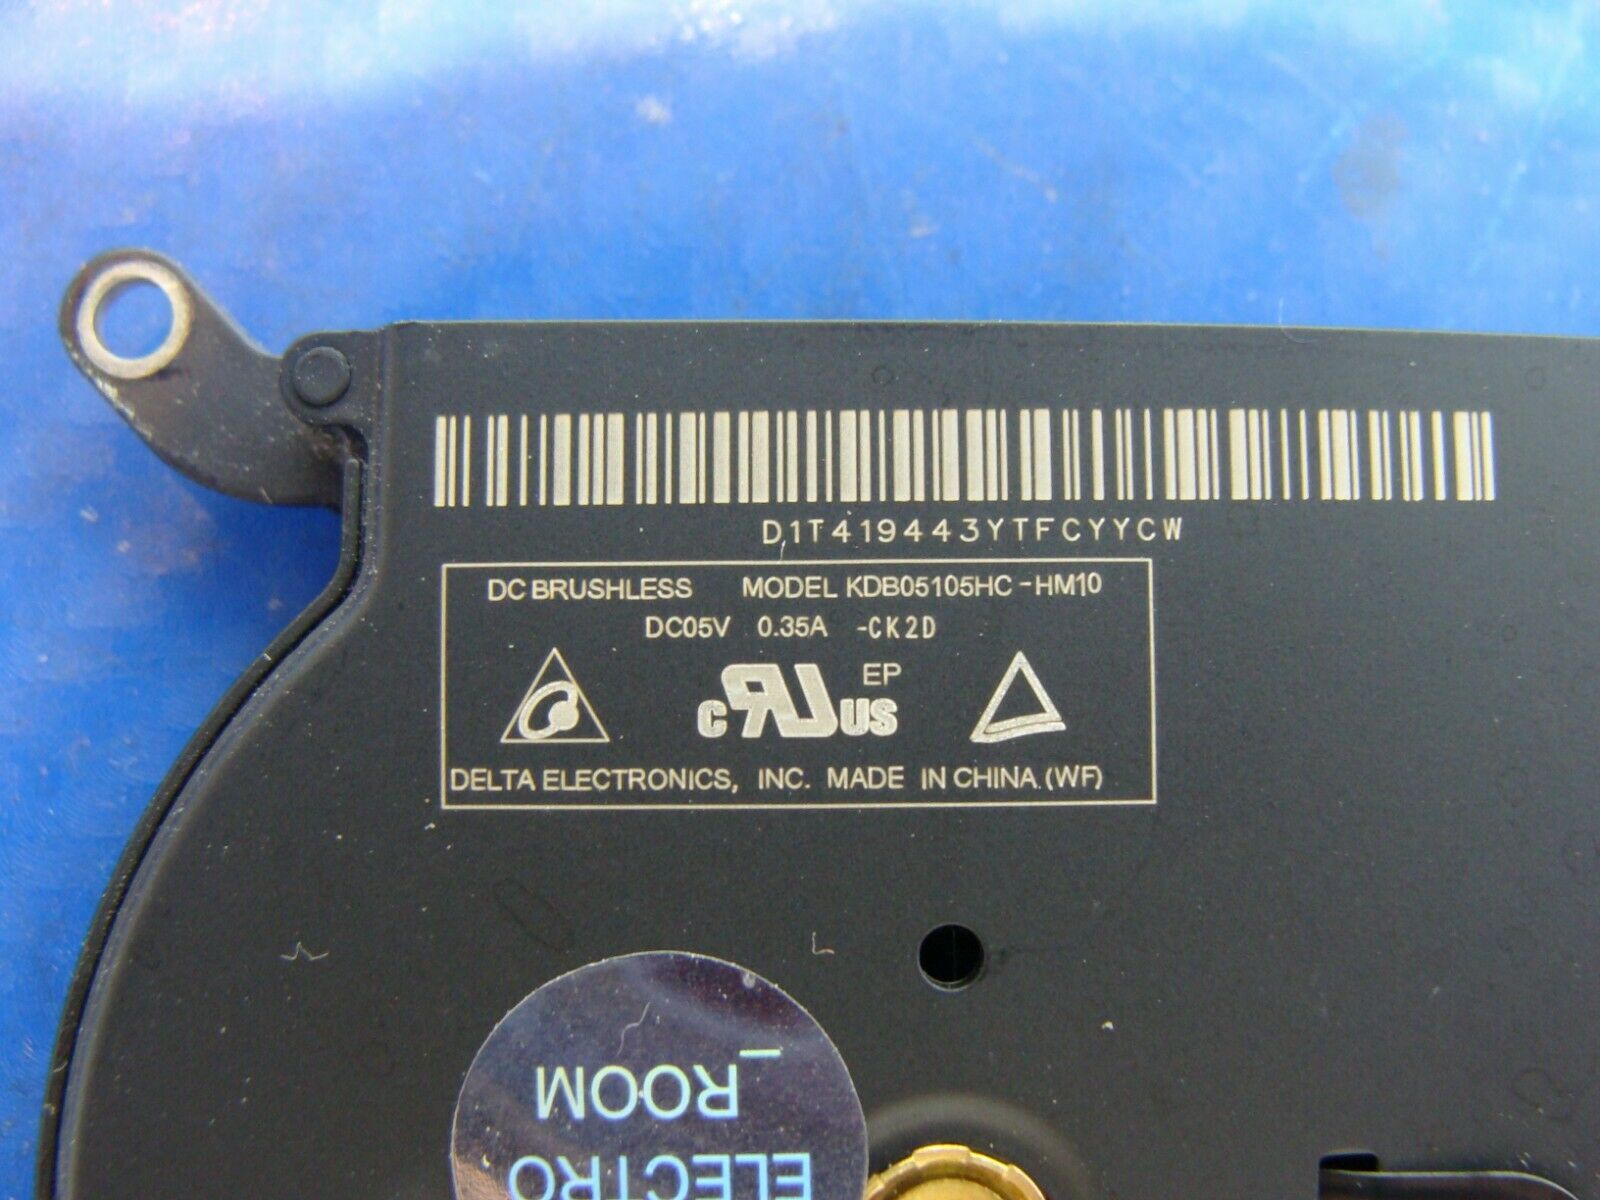 D1T419443YTFCYYCW
DC BRUSHLESS MODEL KDB05105HC-HM10
DC05V 0.35A -CK2D
c RU US EP
DELTA ELECTRONICS, INC. MADE IN CHINA (WF)
ELECTRO
ROOM